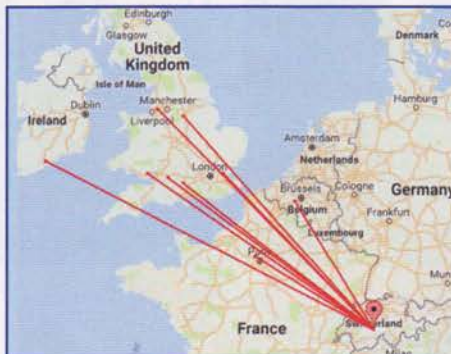 Edinburgh
Glasgow
United
Kingdom
Denmark
Isle of Man
Hamburg
Dublin
Manchester
Ireland
Liverpool
Amsterdam
Netherlands
London
Brussels
Cologne
Germany
Belgium
Frankfurt
Luxembourg
France